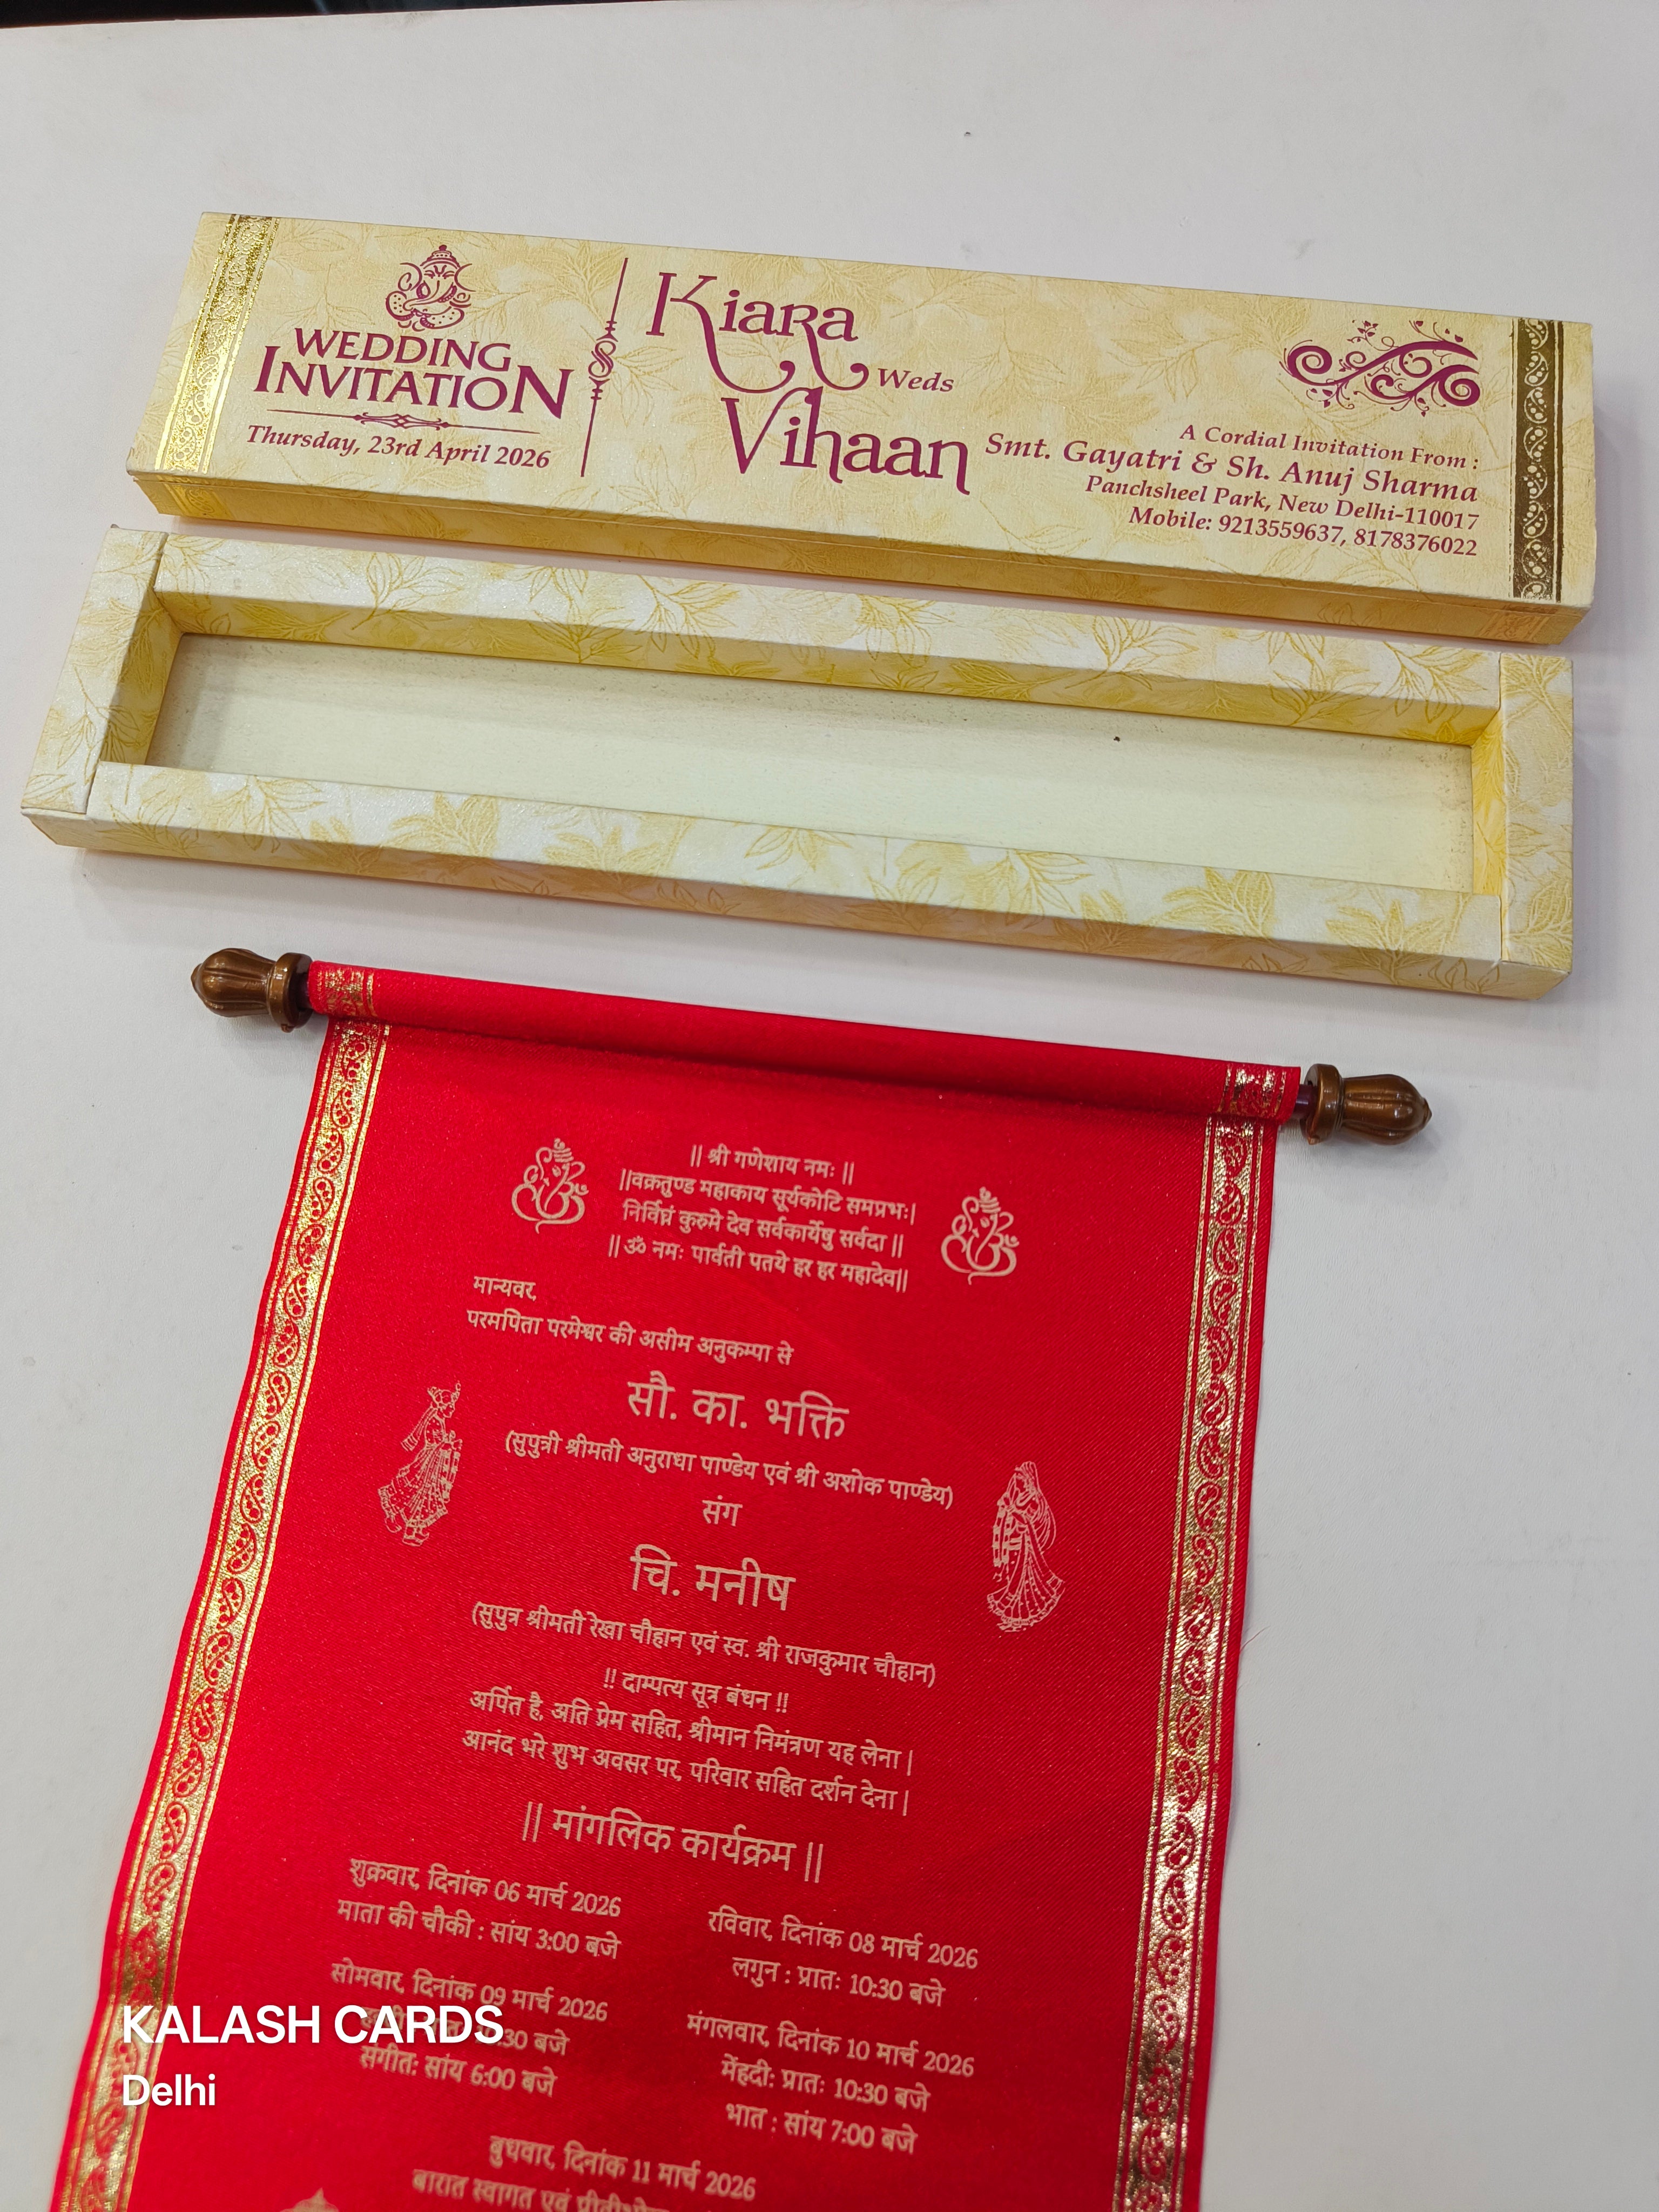 WEDDING
INVITATION
Thursday, 23rd April 2026
Kiara
Weds
Vihaan
A Cordial Invitation From :
Smt. Gayatri & Sh. Anuj Sharma
Panchsheel Park, New Delhi-110017
Mobile: 9213559637, 8178376022
|| श्री गणेशाय नमः ||
||वक्रतुण्ड महाकाय सूर्यकोटि समप्रभः|
निर्विघ्नं कुरुमे देव सर्वकार्येषु सर्वदा ||
|| ॐ नमः पार्वती पतये हर हर महादेव||
मान्यवर,
परमपिता परमेश्वर की असीम अनुकम्पा से
सौ. का. भक्ति
(सुपुत्री श्रीमती अनुराधा पाण्डेय एवं श्री अशोक पाण्डेय)
संग
चि. मनीष
(सुपुत्र श्रीमती रेखा चौहान एवं स्व. श्री राजकुमार चौहान)
!! दाम्पत्य सूत्र बंधन !!
अर्पित है, अति प्रेम सहित, श्रीमान निमंत्रण यह लेना |
आनंद भरे शुभ अवसर पर, परिवार सहित दर्शन देना |
|| मांगलिक कार्यक्रम ||
शुक्रवार, दिनांक 06 मार्च 2026
माता की चौकी : सांय 3:00 बजे
रविवार, दिनांक 08 मार्च 2026
लगुन : प्रातः 10:30 बजे
सोमवार, दिनांक 09 मार्च 2026
:30 बजे
संगीत: सांय 6:00 बजे
मंगलवार, दिनांक 10 मार्च 2026
मेंहदी: प्रातः 10:30 बजे
भात : सांय 7:00 बजे
बुधवार, दिनांक 11 मार्च 2026
बारात स्वागत एवं
KALASH CARDS
Delhi